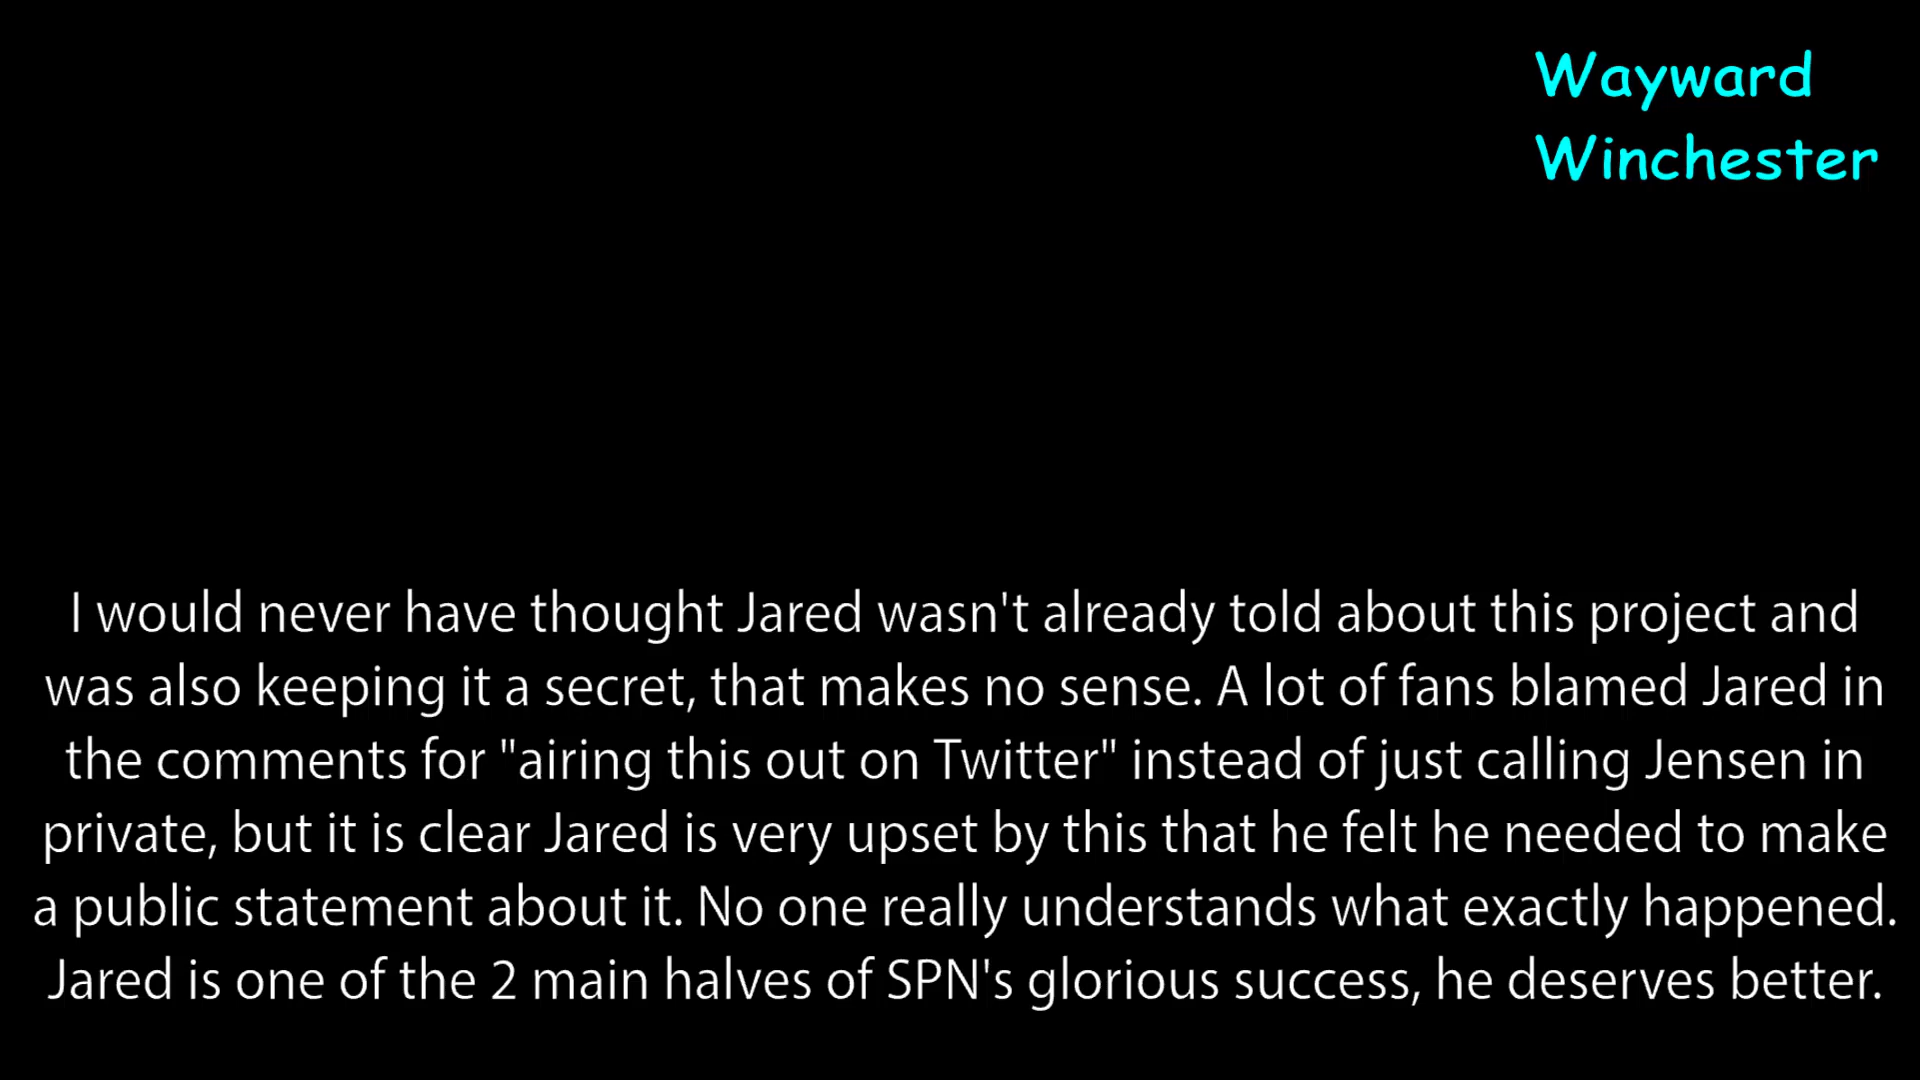 Wayward
Winchester
I would never have thought Jared wasn't already told about this project and
was also keeping it a secret, that makes no sense. A lot of fans blamed Jared in
the comments for "airing this out on Twitter" instead of just calling Jensen in
private, but it is clear Jared is very upset by this that he felt he needed to make
a public statement about it. No one really understands what exactly happened.
Jared is one of the 2 main halves of SPN's glorious success, he deserves better.